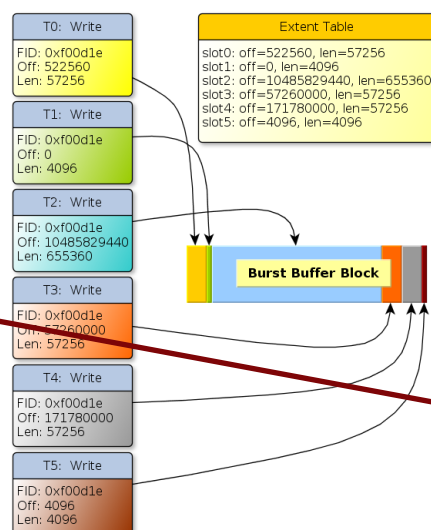 T0: Write
FID: 0xf00d1e
Off: 522560
Len: 57256
T1: Write
FID: 0xf00d1e
Off: 0
Len: 4096
T2: Write
FID: 0xf00d1e
Off: 10485829440
Len: 655360
T3: Write
FID: 0xf00d1e
Off: 57260000
Len: 57256
T4: Write
FID: 0xf00d1e
Off: 171780000
Len: 57256
T5: Write
FID: 0xf00d1e
Off: 4096
Len: 4096
Extent Table
slot0: off=522560, len=57256
slot1: off=0, len=4096
slot2: off=10485829440, len=655360
slot3: off=57260000, len=57256
slot4: off=171780000, len=57256
slot5: off=4096, len=4096
Burst Buffer Block